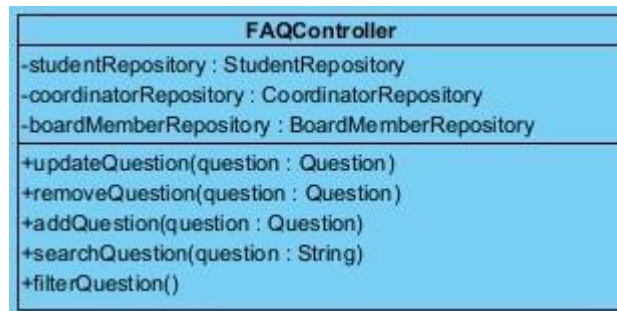 FAQController
-studentRepository : StudentRepository
-coordinatorRepository : CoordinatorRepository
-boardMemberRepository : BoardMemberRepository
+updateQuestion(question : Question)
+removeQuestion(question : Question)
+addQuestion(question : Question)
+searchQuestion(question : String)
+filterQuestion()